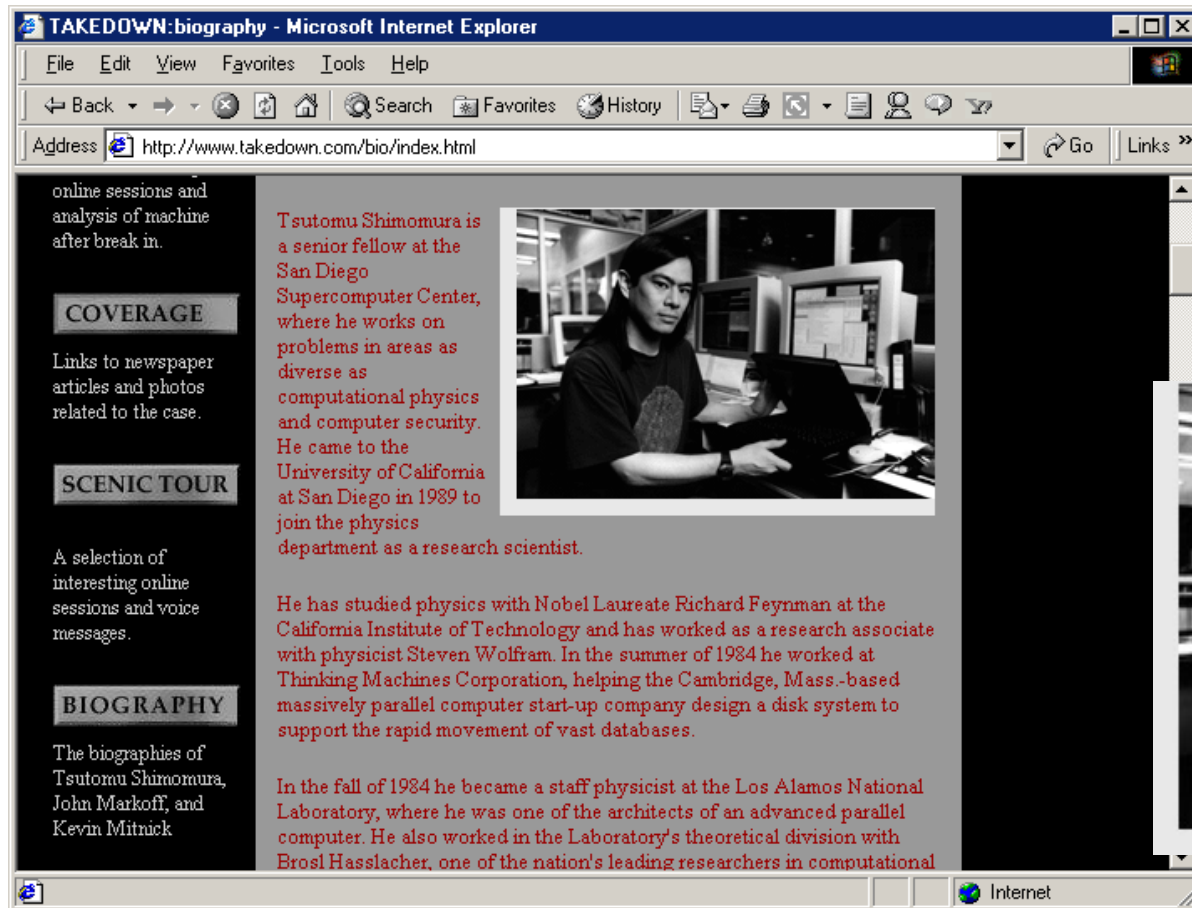 TAKEDOWN:biography - Microsoft Internet Explorer
File Edit View Favorites Tools Help
Back Search Favorites History
Address http://www.takedown.com/bio/index.html Go Links »
online sessions and
analysis of machine
after break in.
COVERAGE
Links to newspaper
articles and photos
related to the case.
SCENIC TOUR
A selection of
interesting online
sessions and voice
messages.
BIOGRAPHY
The biographies of
Tsutomu Shimomura,
John Markoff, and
Kevin Mitnick
Tsutomu Shimomura is
a senior fellow at the
San Diego
Supercomputer Center,
where he works on
problems in areas as
diverse as
computational physics
and computer security.
He came to the
University of California
at San Diego in 1989 to
join the physics
department as a research scientist.
He has studied physics with Nobel Laureate Richard Feynman at the
California Institute of Technology and has worked as a research associate
with physicist Steven Wolfram. In the summer of 1984 he worked at
Thinking Machines Corporation, helping the Cambridge, Mass.-based
massively parallel computer start-up company design a disk system to
support the rapid movement of vast databases.
In the fall of 1984 he became a staff physicist at the Los Alamos National
Laboratory, where he was one of the architects of an advanced parallel
computer. He also worked in the Laboratory's theoretical division with
Brosl Hasslacher, one of the nation's leading researchers in computational
Internet